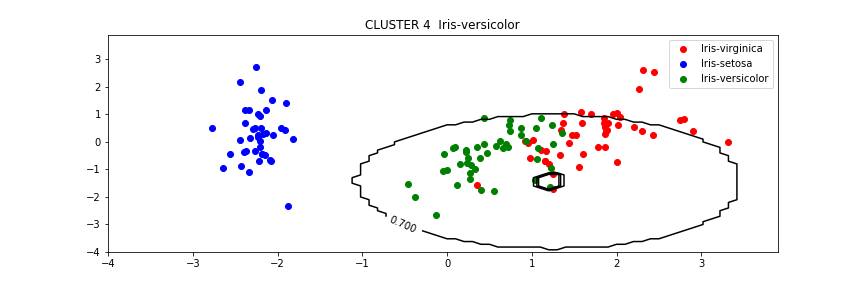 CLUSTER 4  Iris-versicolor
Iris-virginica
Iris-setosa
Iris-versicolor
3
2
1
0
−1
−2
−3
−4
0.700
−4 −3 −2 −1 0 1 2 3